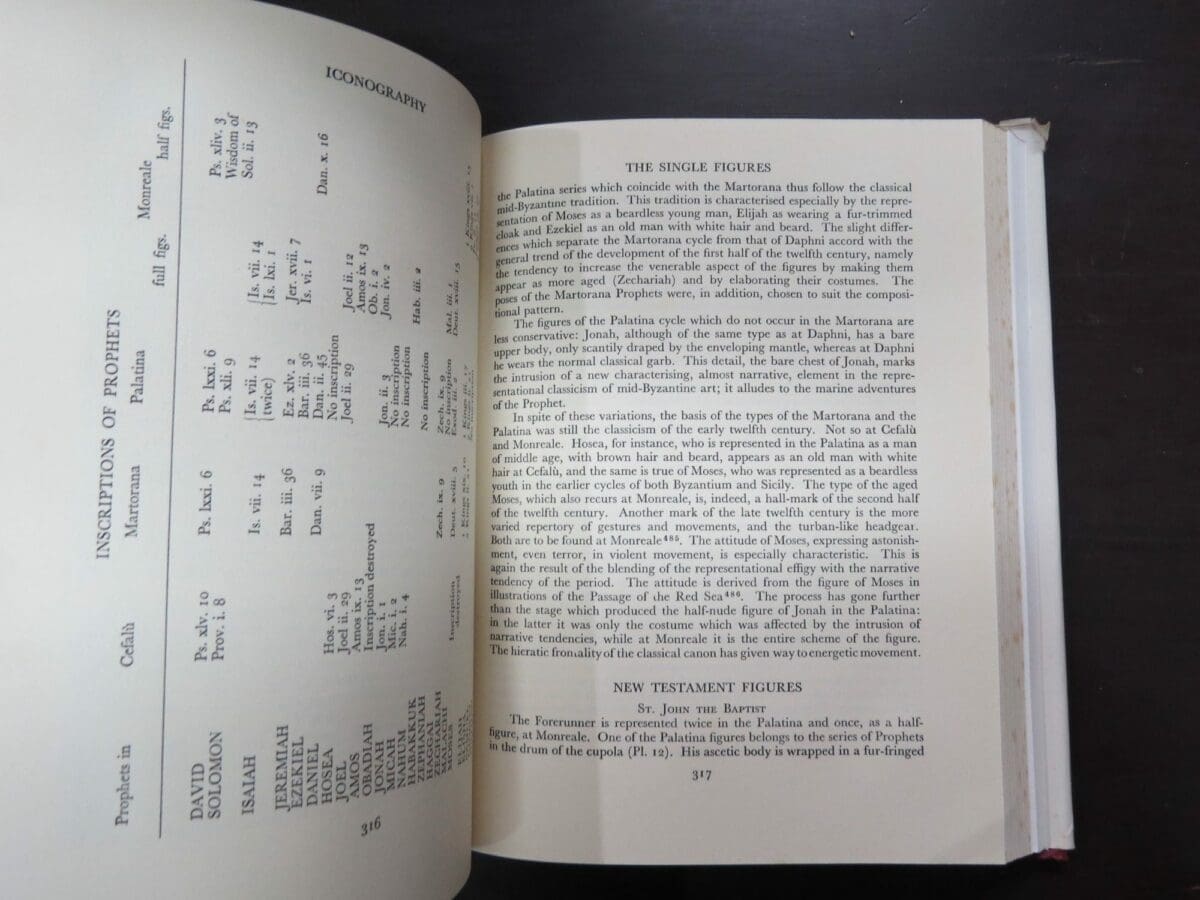 ICONOGRAPHY
INSCRIPTIONS OF PROPHETS
Prophets in Cefalù Martorana Palatina Monreale
full figs. half figs.
DAVID Ps. xlv. 10 Ps. lxxi. 6 Ps. lxxi. 6 Ps. xliv. 3
SOLOMON Prov. i. 8 Ps. xli. 9 Wisdom of
Sol. ii. 13
ISAIAH Is. vii. 14 {Is. vii. 14 {Is. vii. 14
{(twice) {Is. lxi. 1
JEREMIAH Bar. iii. 36 Ez. xlv. 2 Jer. xvii. 7
EZEKIEL Bar. iii. 36 Is. vi. 1
DANIEL Dan. vii. 9 Dan. ii. 45 Dan. x. 16
HOSEA Hos. vi. 3 No inscription
JOEL Joel ii. 29 Joel ii. 29 Joel ii. 12
AMOS Amos ix. 13 Amos ix. 13
OBADIAH Inscription destroyed Ob. i. 2
JONAH Jon. i. 1 Jon. ii. 3 Jon. iv. 2
MICAH Mic. i. 2 No inscription
NAHUM Nah. i. 4 No inscription
HABAKKUK Hab. iii. 2
ZEPHANIAH No inscription
HAGGAI
ZECHARIAH Zech. ix. 9 Zech. ix. 9
MALACHI No inscription Mal. iii. 1
MOSES Inscription destroyed Deut. xviii. 5 Exod. iii. 2 Deut. xviii.
ELIJAH
316
THE SINGLE FIGURES
the Palatina series which coincide with the Martorana thus follow the classical
mid-Byzantine tradition. This tradition is characterised especially by the repre-
sentation of Moses as a beardless young man, Elijah as wearing a fur-trimmed
cloak and Ezekiel as an old man with white hair and beard. The slight differ-
ences which separate the Martorana cycle from that of Daphni accord with the
general trend of the development of the first half of the twelfth century, namely
the tendency to increase the venerable aspect of the figures by making them
appear as more aged (Zechariah) and by elaborating their costumes. The
poses of the Martorana Prophets were, in addition, chosen to suit the composi-
tional pattern.
The figures of the Palatina cycle which do not occur in the Martorana are
less conservative: Jonah, although of the same type as at Daphni, has a bare
upper body, only scantily draped by the enveloping mantle, whereas at Daphni
he wears the normal classical garb. This detail, the bare chest of Jonah, marks
the intrusion of a new characterising, almost narrative, element in the repre-
sentational classicism of mid-Byzantine art; it alludes to the marine adventures
of the Prophet.
In spite of these variations, the basis of the types of the Martorana and the
Palatina was still the classicism of the early twelfth century. Not so at Cefalù
and Monreale. Hosea, for instance, who is represented in the Palatina as a man
of middle age, with brown hair and beard, appears as an old man with white
hair at Cefalù, and the same is true of Moses, who was represented as a beardless
youth in the earlier cycles of both Byzantium and Sicily. The type of the aged
Moses, which also recurs at Monreale, is, indeed, a hall-mark of the second half
of the twelfth century. Another mark of the late twelfth century is the more
varied repertory of gestures and movements, and the turban-like headgear.
Both are to be found at Monreale⁴⁸⁵. The attitude of Moses, expressing astonish-
ment, even terror, in violent movement, is especially characteristic. This is
again the result of the blending of the representational effigy with the narrative
tendency of the period. The attitude is derived from the figure of Moses in
illustrations of the Passage of the Red Sea⁴⁸⁶. The process has gone further
than the stage which produced the half-nude figure of Jonah in the Palatina:
in the latter it was only the costume which was affected by the intrusion of
narrative tendencies, while at Monreale it is the entire scheme of the figure.
The hieratic frontality of the classical canon has given way to energetic movement.
NEW TESTAMENT FIGURES
ST. JOHN THE BAPTIST
The Forerunner is represented twice in the Palatina and once, as a half-
figure, at Monreale. One of the Palatina figures belongs to the series of Prophets
in the drum of the cupola (Pl. 12). His ascetic body is wrapped in a fur-fringed
317